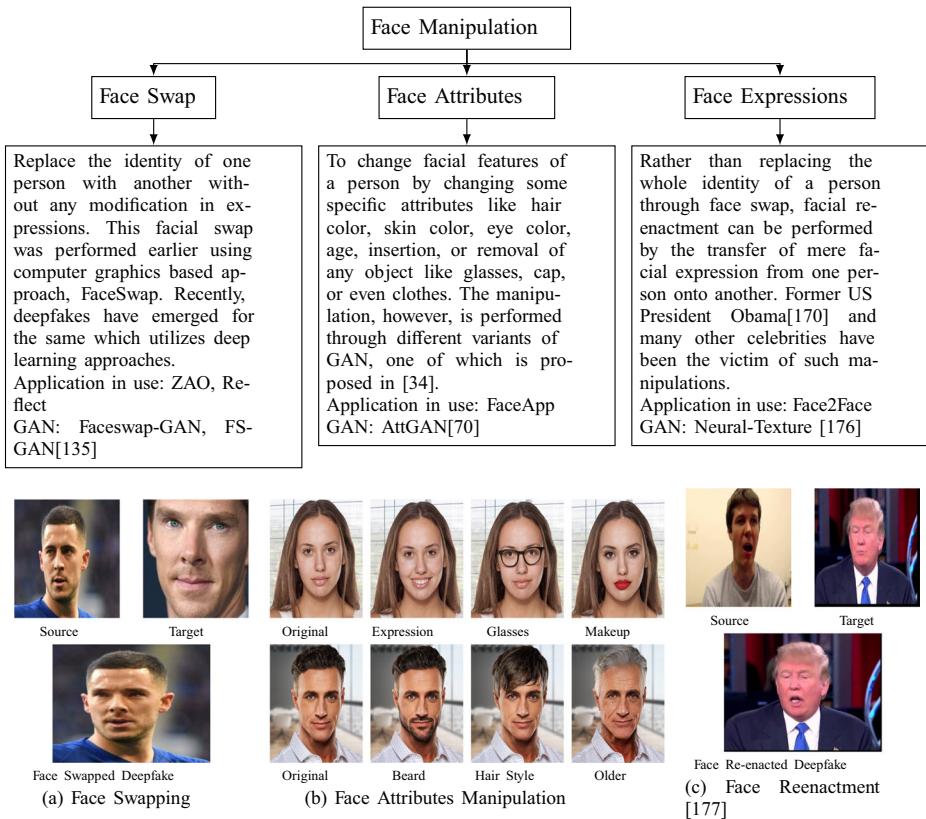 Face Manipulation
Face Swap
Face Attributes
Face Expressions
Replace the identity of one
person with another with-
out any modification in ex-
pressions. This facial swap
was performed earlier using
computer graphics based ap-
proach, FaceSwap. Recently,
deepfakes have emerged for
the same which utilizes deep
learning approaches.
Application in use: ZAO, Re-
flect
GAN: Faceswap-GAN, FS-
GAN[135]
To change facial features of
a person by changing some
specific attributes like hair
color, skin color, eye color,
age, insertion, or removal of
any object like glasses, cap,
or even clothes. The manipu-
lation, however, is performed
through different variants of
GAN, one of which is pro-
posed in [34].
Application in use: FaceApp
GAN: AttGAN[70]
Rather than replacing the
whole identity of a person
through face swap, facial re-
enactment can be performed
by the transfer of mere fa-
cial expression from one per-
son onto another. Former US
President Obama[170] and
many other celebrities have
been the victim of such ma-
nipulations.
Application in use: Face2Face
GAN: Neural-Texture [176]
Source
Target
Face Swapped Deepfake
(a) Face Swapping
Original
Expression
Glasses
Makeup
Original
Beard
Hair Style
Older
(b) Face Attributes Manipulation
Source
Target
Face Re-enacted Deepfake
(c) Face Reenactment
[177]